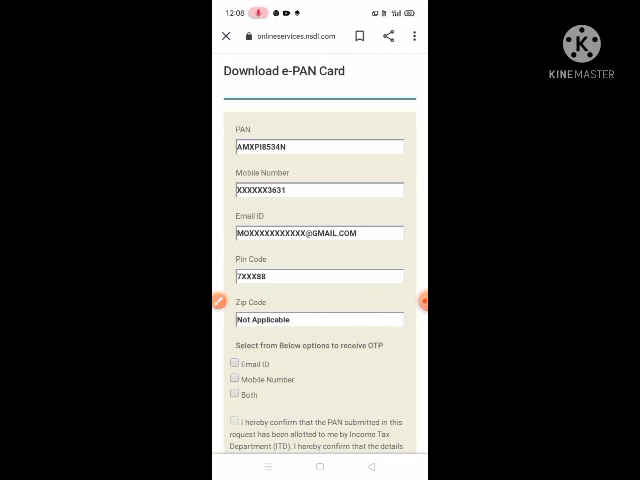 12:08
onlineservices.nsdl.com
K
KINEMASTER
Download e-PAN Card
PAN
AMXPI8534N
Mobile Number
XXXXXX3631
Email ID
MOXXXXXXXXXXX@GMAIL.COM
Pin Code
7XXX88
Zip Code
Not Applicable
Select from Below options to receive OTP
Email ID
Mobile Number
Both
I hereby confirm that the PAN submitted in this
request has been allotted to me by Income Tax
Department (ITD). I hereby confirm that the details